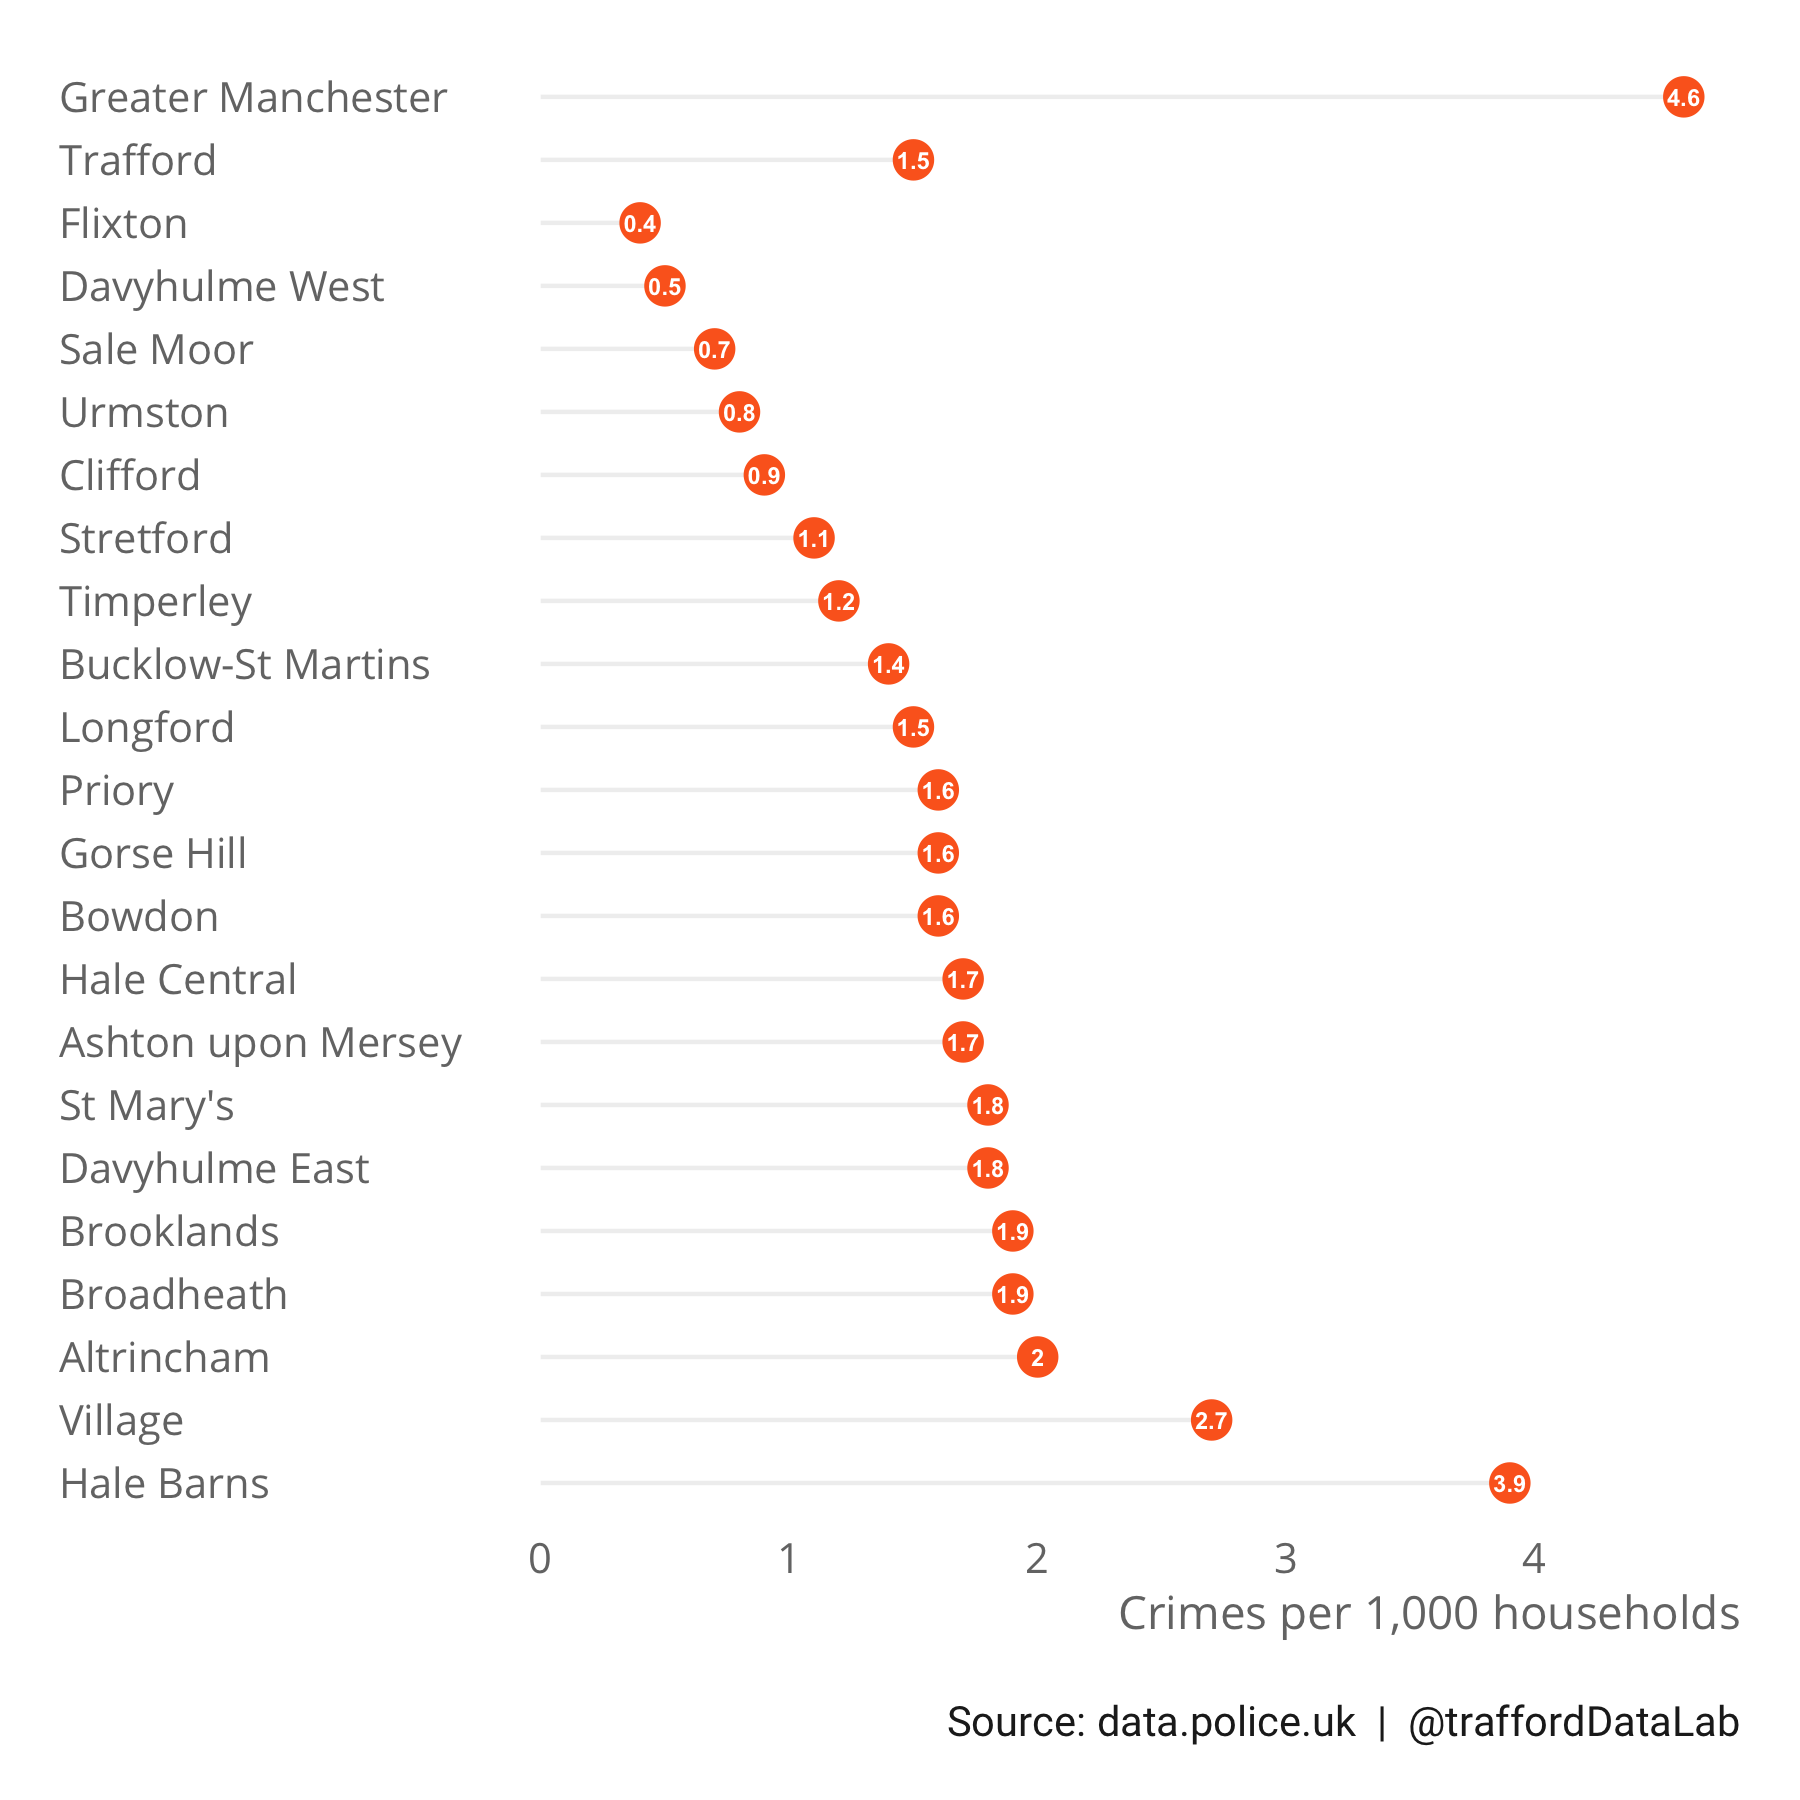 Greater Manchester 4.6
Trafford 1.5
Flixton 0.4
Davyhulme West 0.5
Sale Moor 0.7
Urmston 0.8
Clifford 0.9
Stretford 1.1
Timperley 1.2
Bucklow-St Martins 1.4
Longford 1.5
Priory 1.6
Gorse Hill 1.6
Bowdon 1.6
Hale Central 1.7
Ashton upon Mersey 1.7
St Mary's 1.8
Davyhulme East 1.8
Brooklands 1.9
Broadheath 1.9
Altrincham 2
Village 2.7
Hale Barns 3.9
0 1 2 3 4
Crimes per 1,000 households
Source: data.police.uk | @traffordDataLab